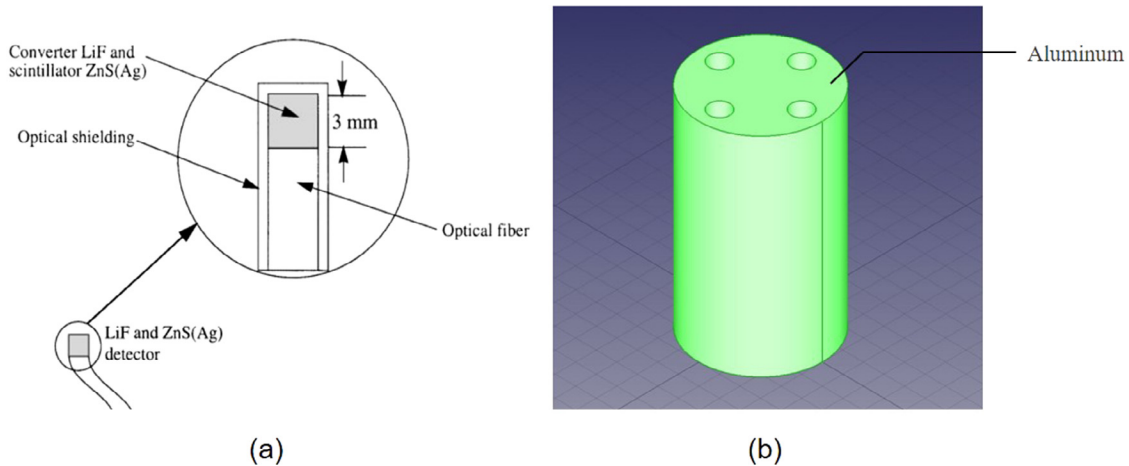 Converter LiF and
scintillator ZnS(Ag)
3 mm
Optical shielding
Optical fiber
LiF and ZnS(Ag)
detector
Aluminum
(a)
(b)